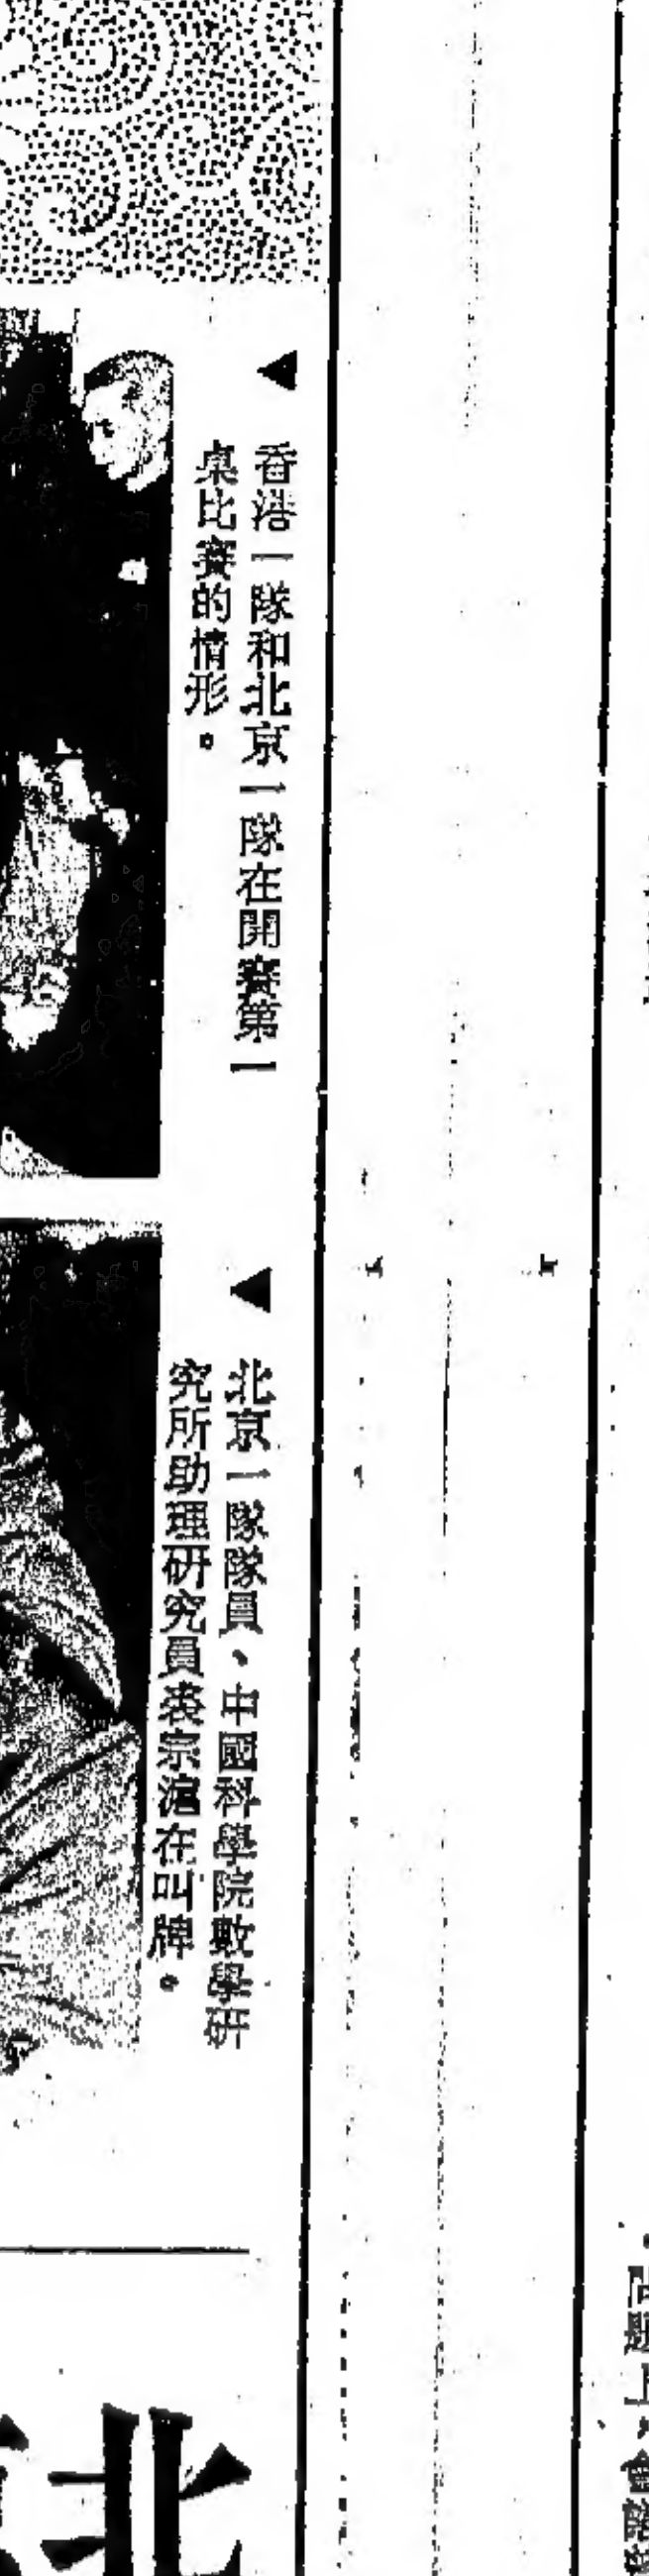 ▲ 香港一隊和北京一隊在開賽第一
桌比賽的情形。
▲ 北京一隊隊員、中國科學院數學研
究所助理研究員裘宗滬在叫牌。
北